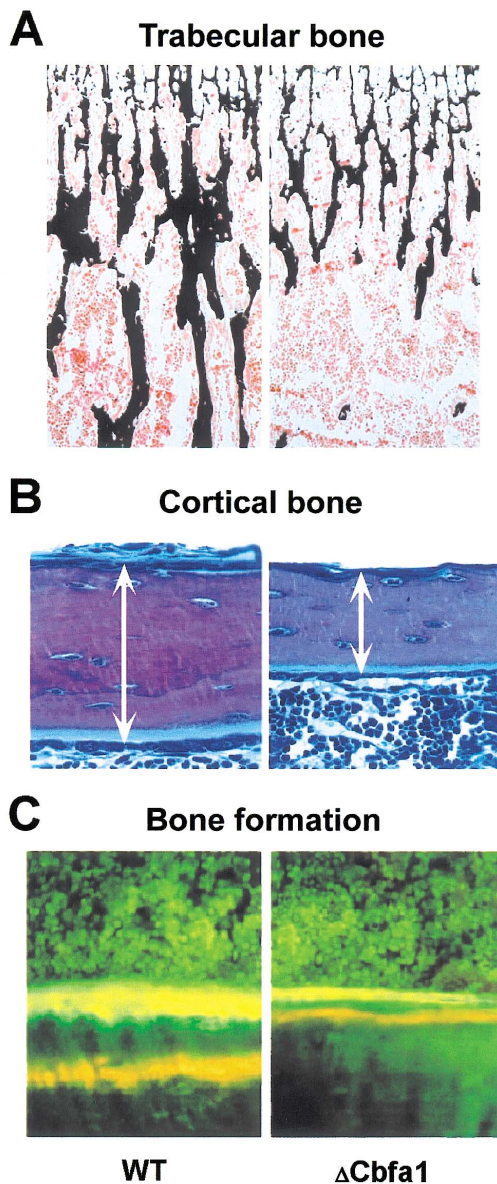 A Trabecular bone
B Cortical bone
C Bone formation
WT ΔCbfa1